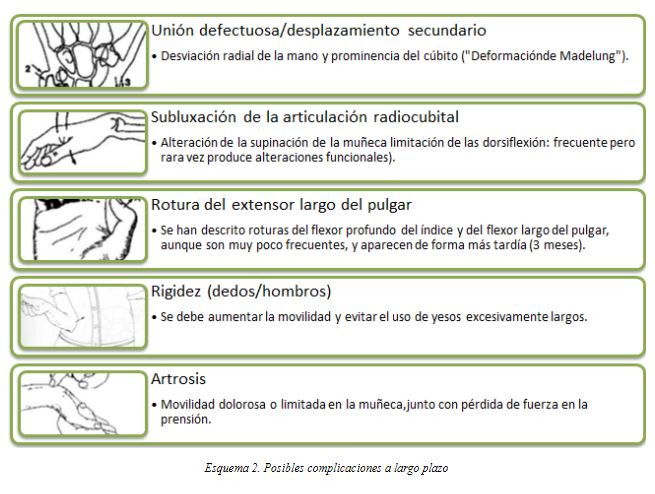 Unión defectuosa/desplazamiento secundario
• Desviación radial de la mano y prominencia del cúbito ("Deformaciónde Madelung").
2
13
Subluxación de la articulación radiocubital
• Alteración de la supinación de la muñeca limitación de las dorsiflexión: frecuente pero
rara vez produce alteraciones funcionales).
Rotura del extensor largo del pulgar
• Se han descrito roturas del flexor profundo del índice y del flexor largo del pulgar,
aunque son muy poco frecuentes, y aparecen de forma más tardía (3 meses).
Rigidez (dedos/hombros)
• Se debe aumentar la movilidad y evitar el uso de yesos excesivamente largos.
Artrosis
• Movilidad dolorosa o limitada en la muñeca,junto con pérdida de fuerza en la
prensión.
Esquema 2. Posibles complicaciones a largo plazo